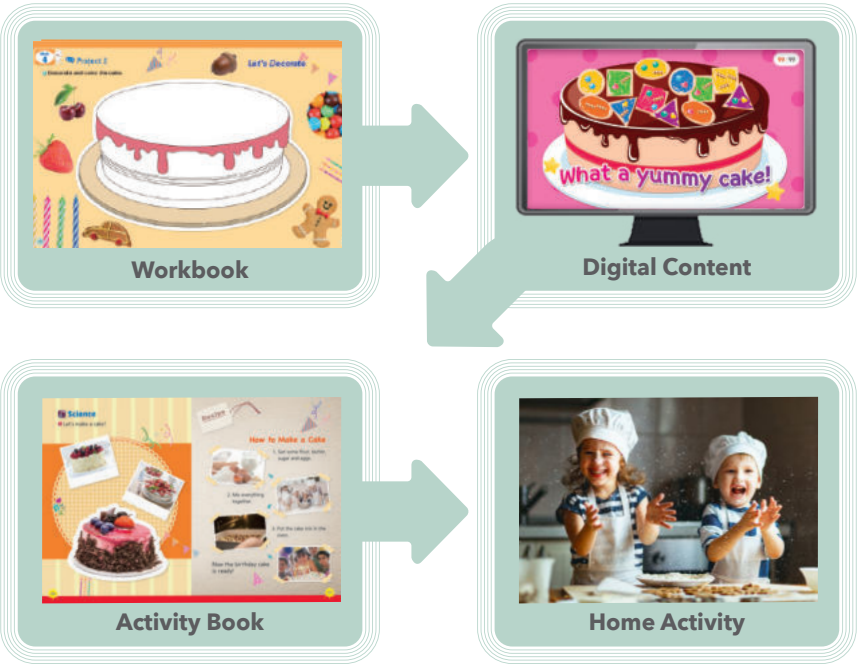 Project 2
Let's Decorate
Decorate and color the cake.
Workbook
What a yummy cake!
Digital Content
Science
Let's make a cake!
How to Make a Cake
1. Get some flour, butter,
sugar and eggs.
2. Mix everything
together.
3. Put the cake mix in the
oven.
Now the birthday cake
is ready!
Activity Book
Home Activity